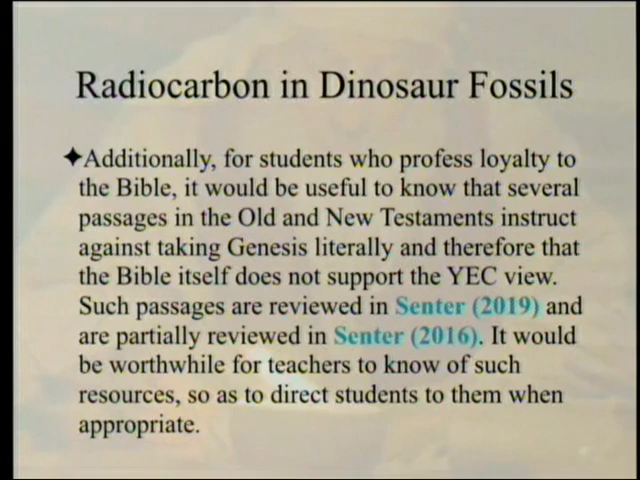 Radiocarbon in Dinosaur Fossils
✦Additionally, for students who profess loyalty to
the Bible, it would be useful to know that several
passages in the Old and New Testaments instruct
against taking Genesis literally and therefore that
the Bible itself does not support the YEC view.
Such passages are reviewed in Senter (2019) and
are partially reviewed in Senter (2016). It would
be worthwhile for teachers to know of such
resources, so as to direct students to them when
appropriate.